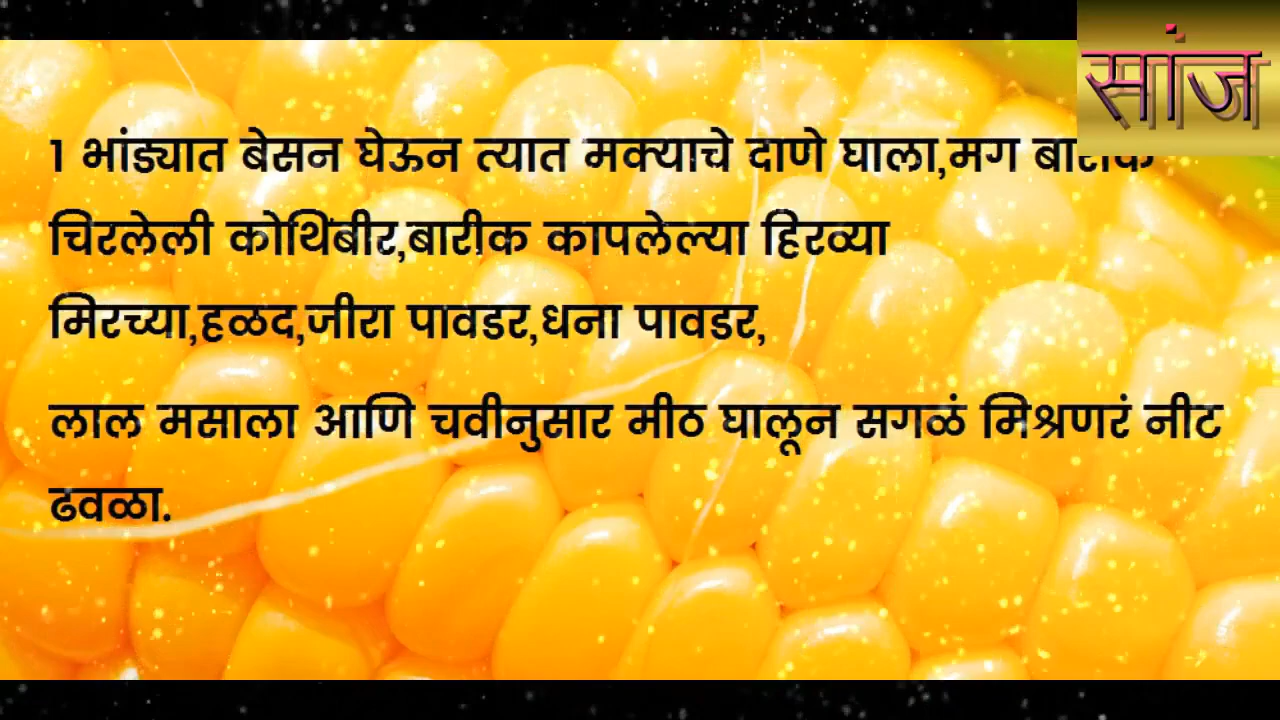 सांज
1 भांड्यात बेसन घेऊन त्यात मक्याचे दाणे घाला,मग बारीक
चिरलेली कोथिबीर,बारीक कापलेल्या हिरव्या
मिरच्या,हळद,जीरा पावडर,धना पावडर,
लाल मसाला आणि चवीनुसार मीठ घालून सगळं मिश्रणरं नीट
ढवळा.